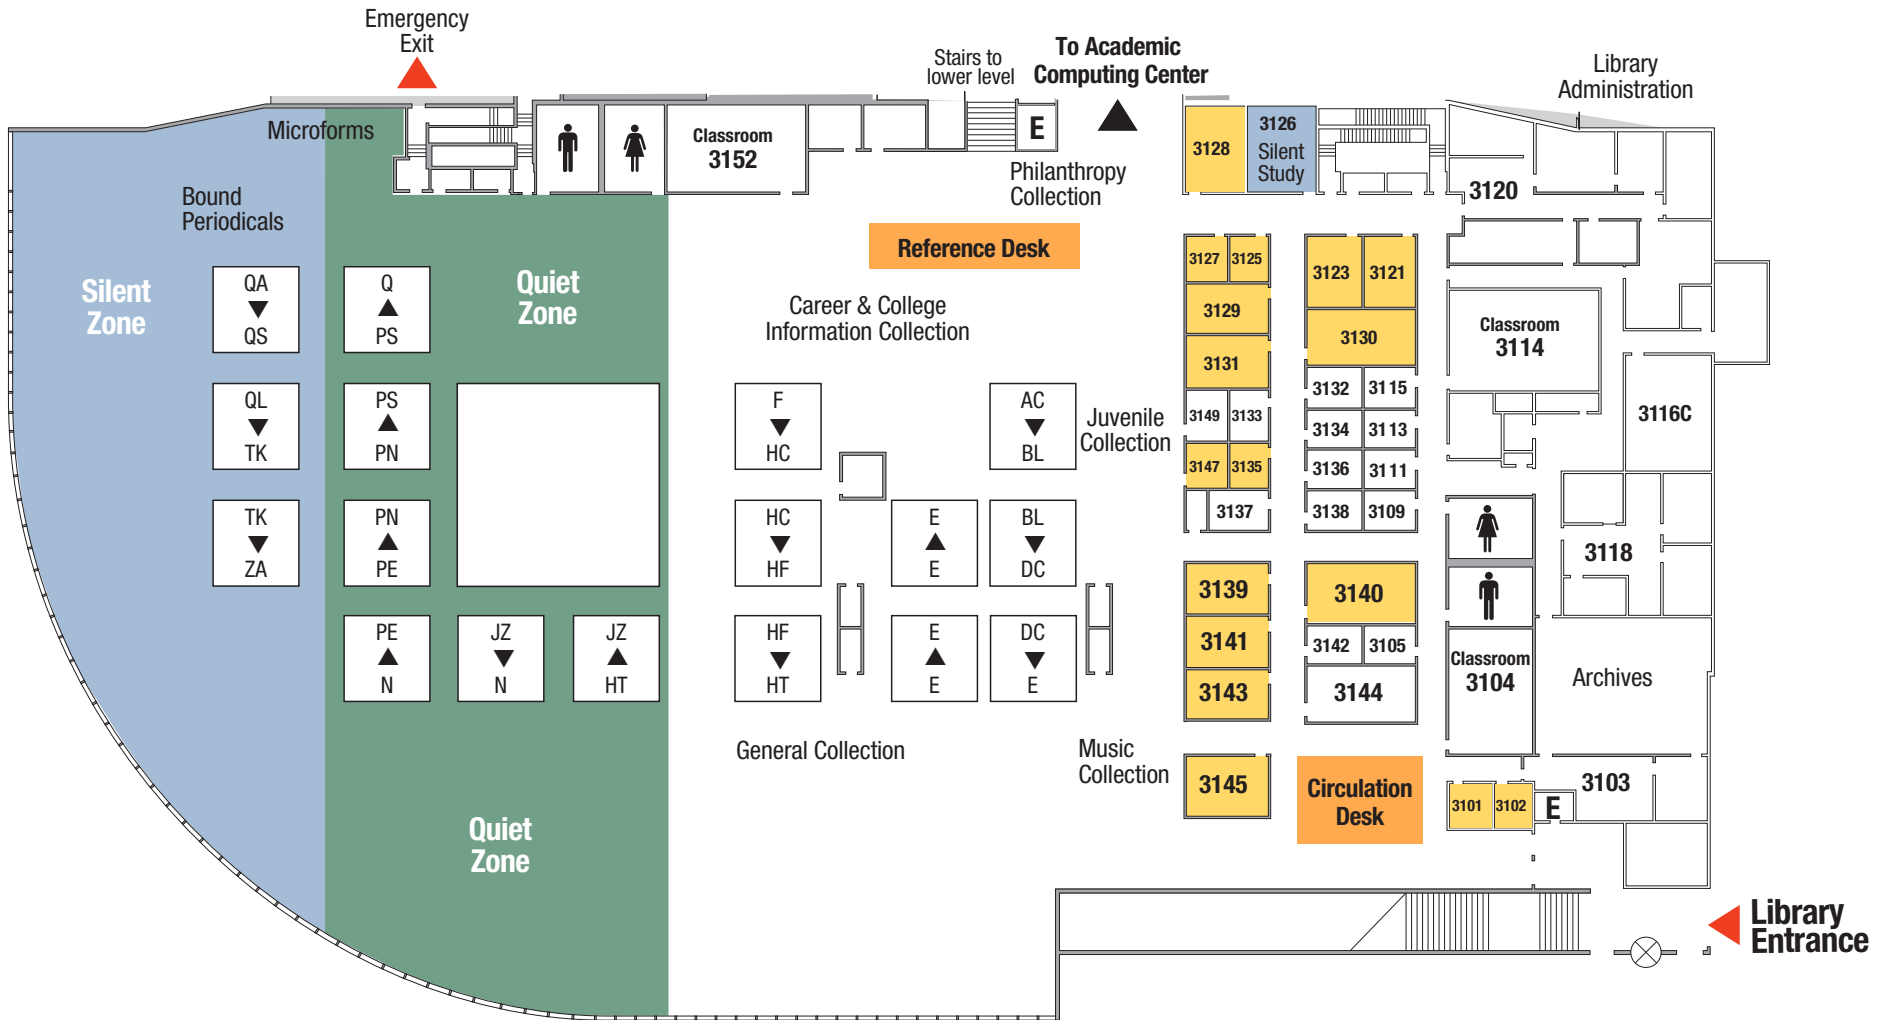 Emergency
Exit
Stairs to
lower level
To Academic
Computing Center
Library
Administration
Microforms
Classroom
3152
E
Philanthropy
Collection
3128
3126
Silent
Study
3120
Bound
Periodicals
Reference Desk
Silent
Zone
Quiet
Zone
QA
QS
Q
PS
Career & College
Information Collection
3127
3125
3123
3121
3129
3130
3131
Classroom
3114
QL
TK
PS
PN
F
HC
AC
BL
Juvenile
Collection
3132
3115
3149
3133
3134
3113
3116C
3147
3135
3136
3111
TK
ZA
PN
PE
HC
HF
E
E
BL
DC
3137
3138
3109
3118
3139
3140
PE
N
JZ
N
JZ
HT
HF
HT
E
E
DC
E
3141
3142
3105
3143
3144
Classroom
3104
Archives
General Collection
Music
Collection
3145
Circulation
Desk
3101
3102
E
3103
Quiet
Zone
Library
Entrance